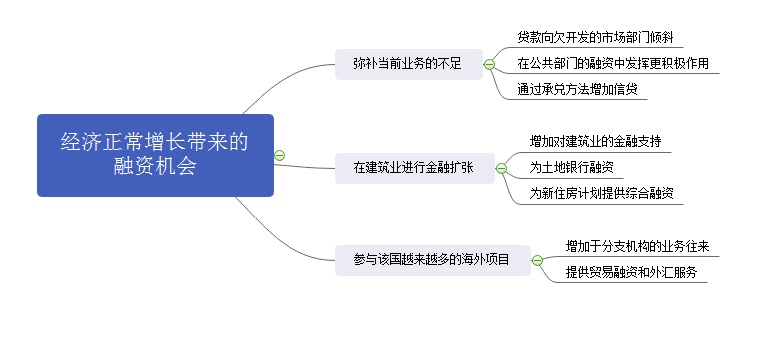 经济正常增长带来的
融资机会
弥补当前业务的不足
贷款向欠开发的市场部门倾斜
在公共部门的融资中发挥更积极作用
通过承兑方法增加信贷
在建筑业进行金融扩张
增加对建筑业的金融支持
为土地银行融资
为新住房计划提供综合融资
参与该国越来越多的海外项目
增加于分支机构的业务往来
提供贸易融资和外汇服务